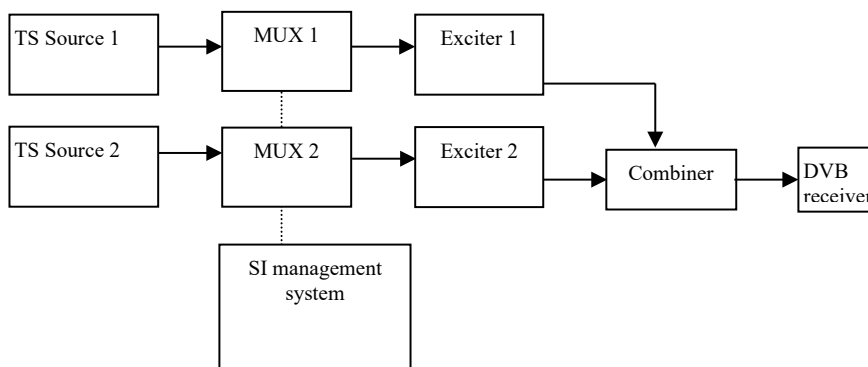 TS Source 1
MUX 1
Exciter 1
TS Source 2
MUX 2
Exciter 2
Combiner
DVB
receiver
SI management
system